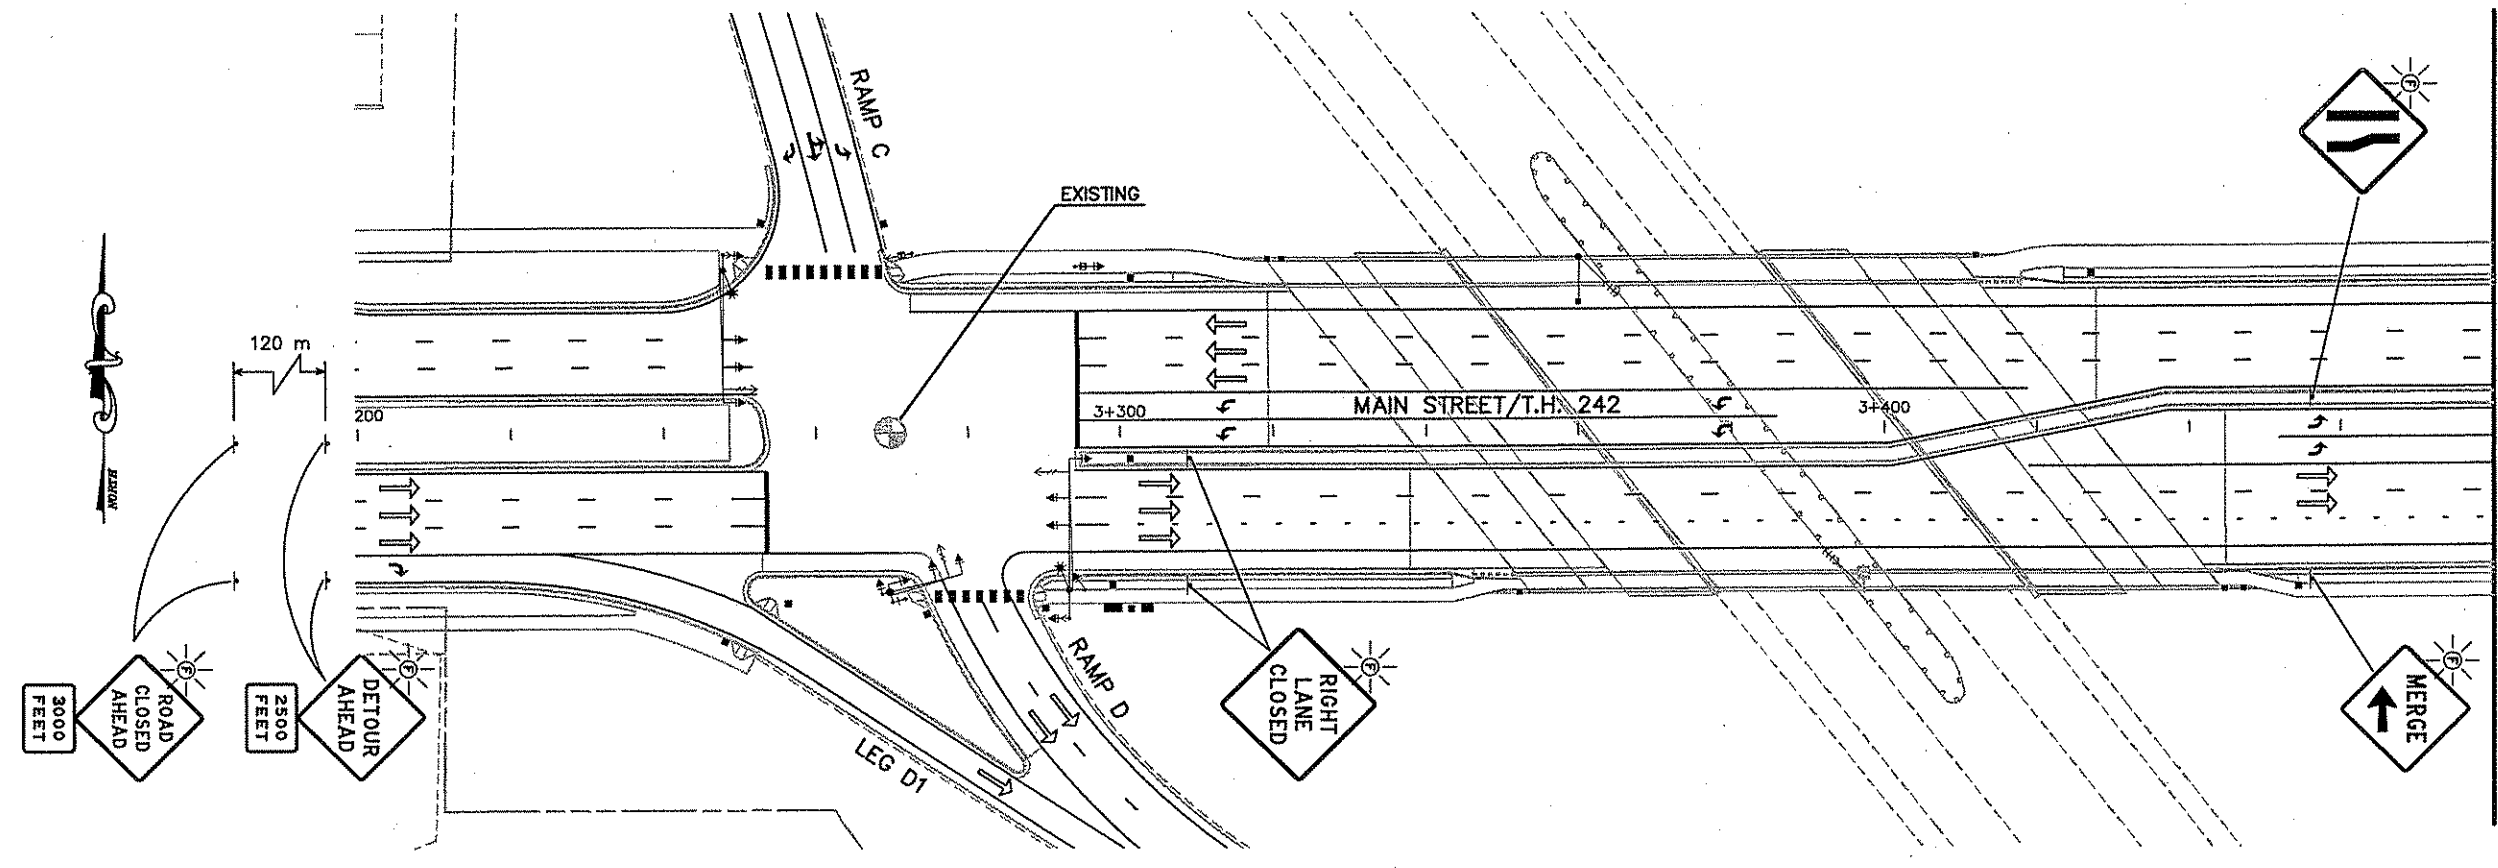 RAMP C
EXISTING
120 m
200
3+300
MAIN STREET/T.H. 242
3+400
NORTH
F
F
F
F
F
F
RAMP D
LEG D1
3000
FEET
ROAD
CLOSED
AHEAD
2500
FEET
DETOUR
AHEAD
RIGHT
LANE
CLOSED
MERGE